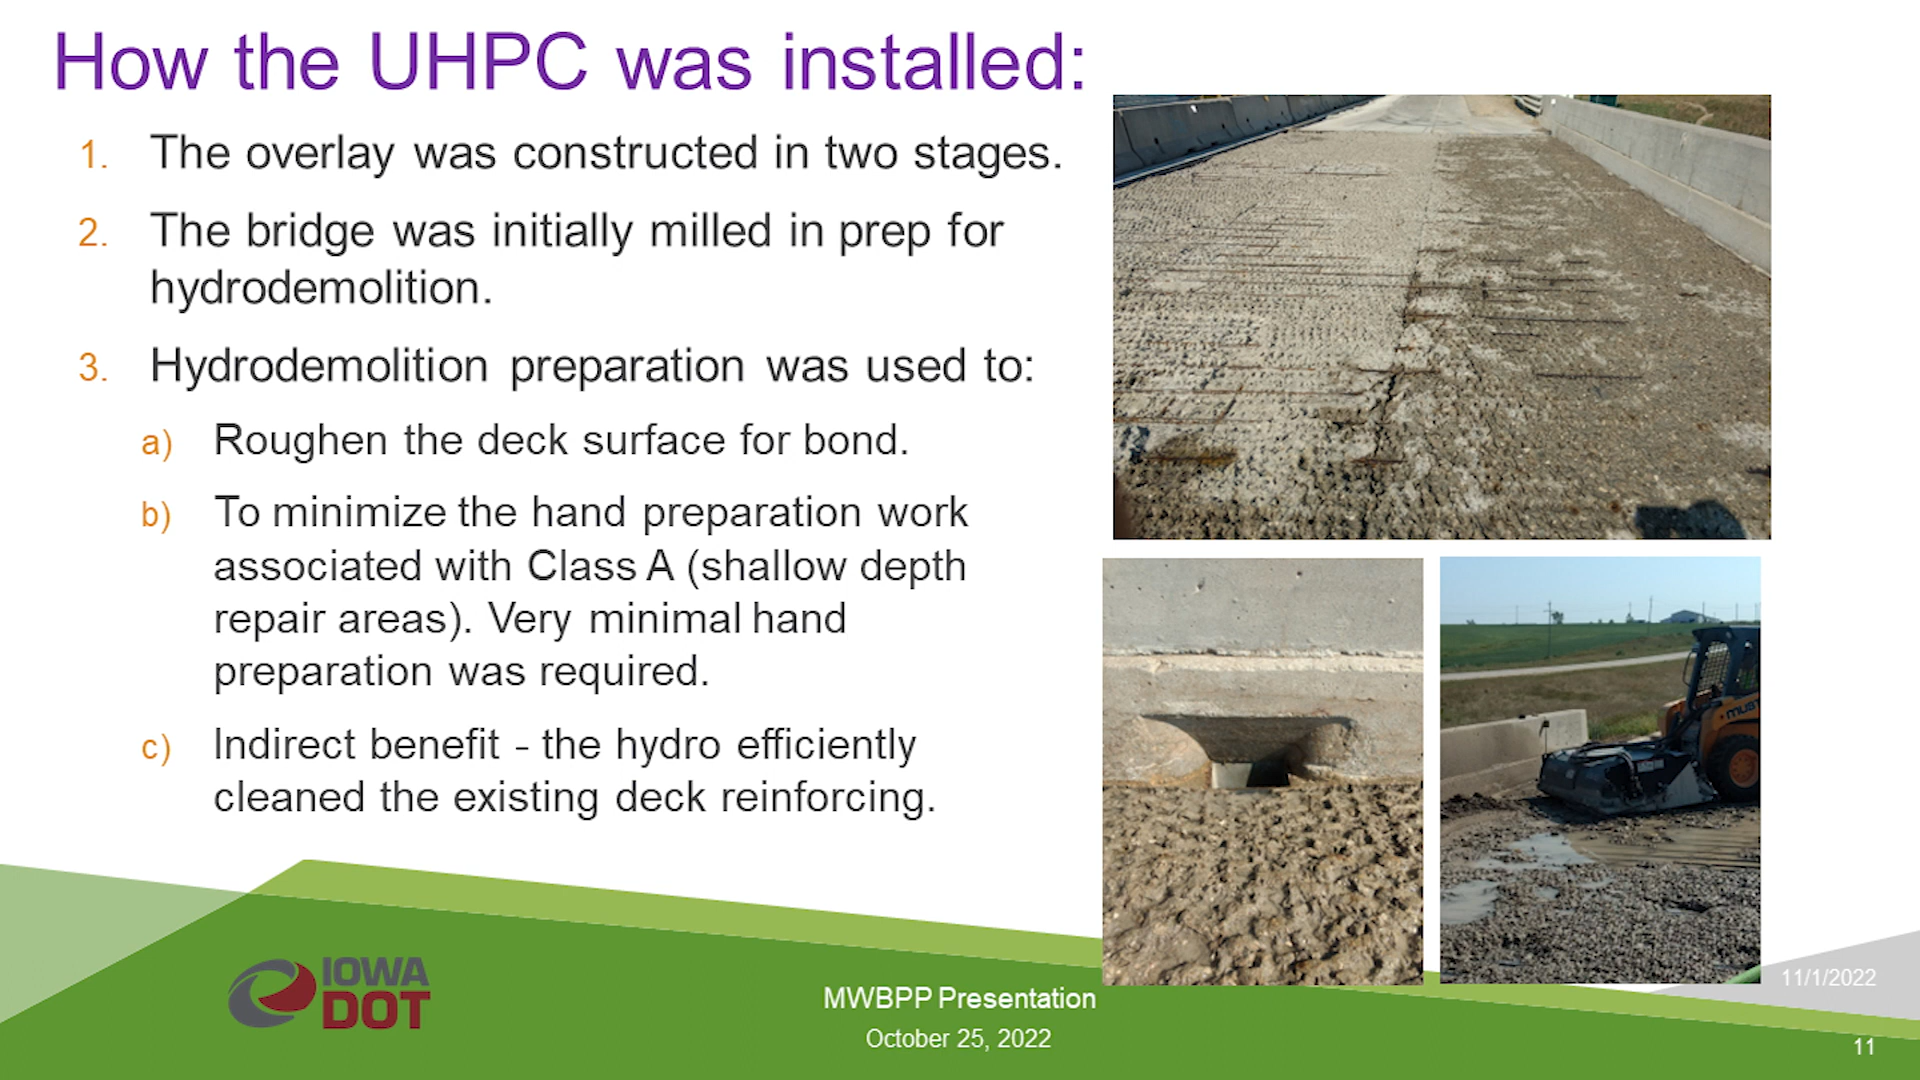 How the UHPC was installed:
1. The overlay was constructed in two stages.
2. The bridge was initially milled in prep for
hydrodemolition.
3. Hydrodemolition preparation was used to:
a) Roughen the deck surface for bond.
b) To minimize the hand preparation work
associated with Class A (shallow depth
repair areas). Very minimal hand
preparation was required.
c) Indirect benefit - the hydro efficiently
cleaned the existing deck reinforcing.
IOWA
DOT
MWBPP Presentation
October 25, 2022
11/1/2022
11